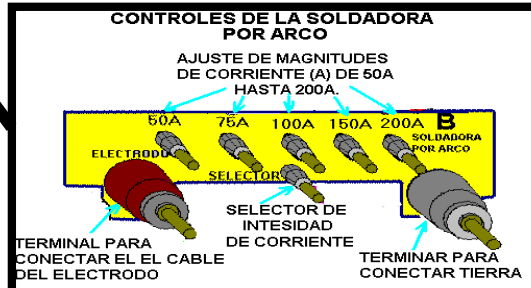 CONTROLES DE LA SOLDADORA
POR ARCO
AJUSTE DE MAGNITUDES
DE CORRIENTE (A) DE 50A
HASTA 200A.
50A 75A 100A 150A 200A B
SOLDADORA
POR ARCO
ELECTRODO
SELECTOR
SELECTOR DE
INTESIDAD
DE CORRIENTE
TERMINAL PARA
CONECTAR EL EL CABLE
DEL ELECTRODO
TERMINAR PARA
CONECTAR TIERRA